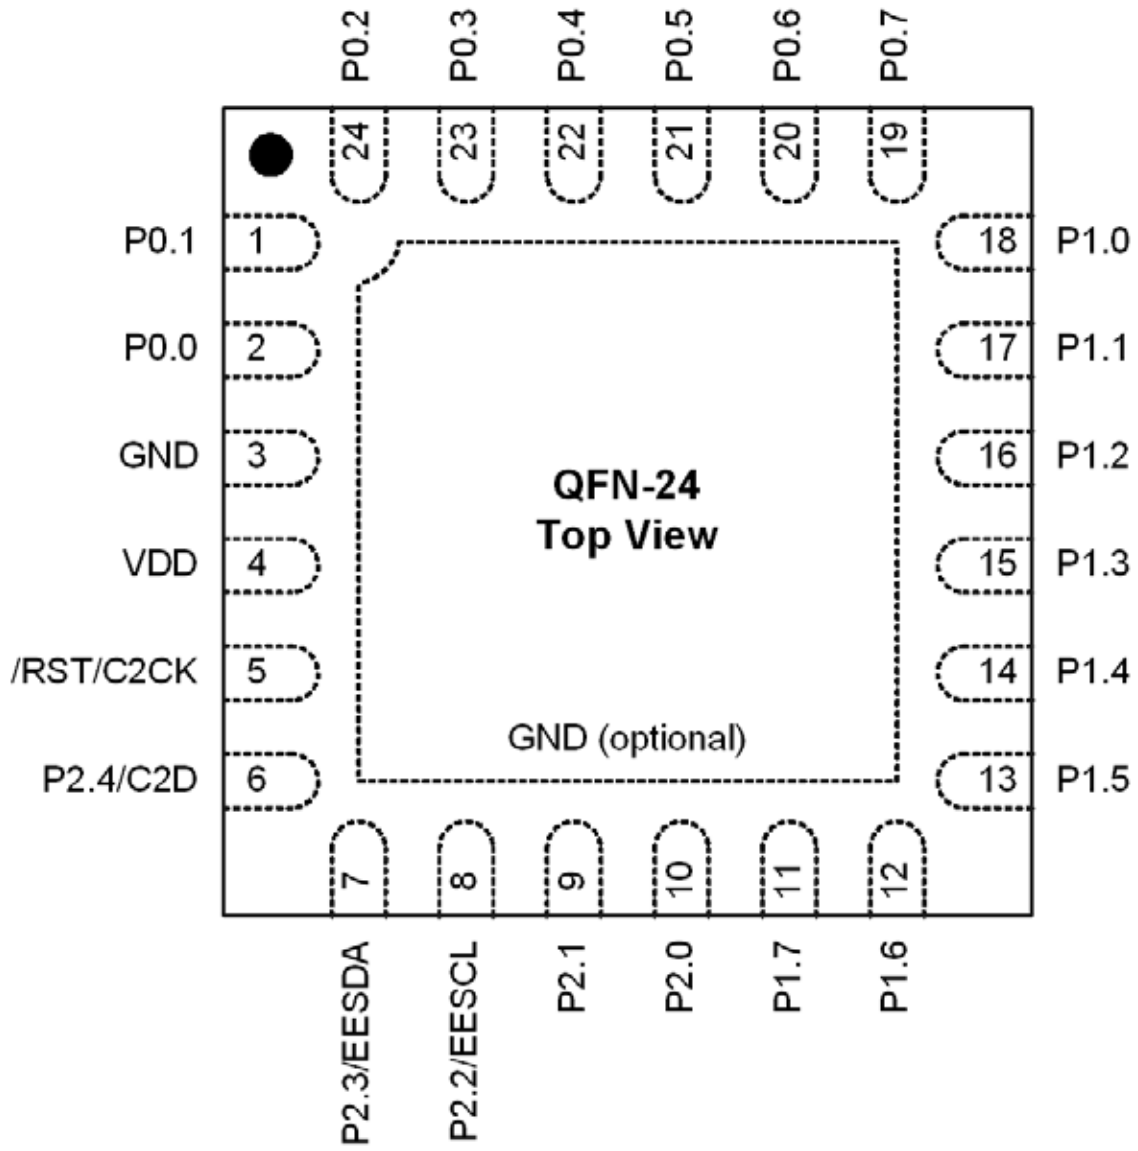 P0.2 P0.3 P0.4 P0.5 P0.6 P0.7
24 23 22 21 20 19
P0.1 1 18 P1.0
P0.0 2 17 P1.1
GND 3 16 P1.2
QFN-24
Top View
VDD 4 15 P1.3
/RST/C2CK 5 14 P1.4
GND (optional)
P2.4/C2D 6 13 P1.5
7 8 9 10 11 12
P2.3/EESDA P2.2/EESCL P2.1 P2.0 P1.7 P1.6